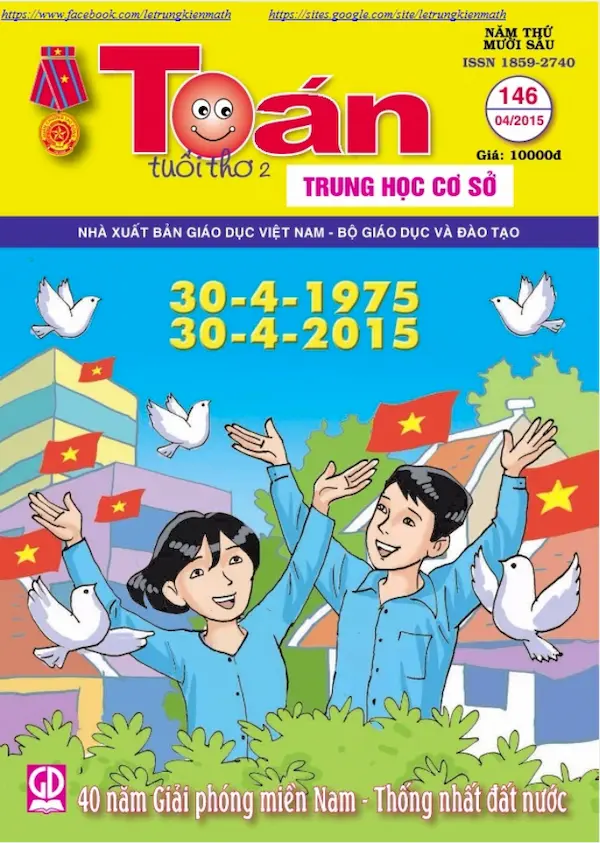 https://www.facebook.com/letrungkienmath https://sites.google.com/site/letrungkienmath
NĂM THỨ
MƯỜI SÁU
ISSN 1859-2740
Toán
tuổi thơ 2
146
04/2015
Giá: 10000đ
TRUNG HỌC CƠ SỞ
NHÀ XUẤT BẢN GIÁO DỤC VIỆT NAM - BỘ GIÁO DỤC VÀ ĐÀO TẠO
30-4-1975
30-4-2015
GD
40 năm Giải phóng miền Nam - Thống nhất đất nước